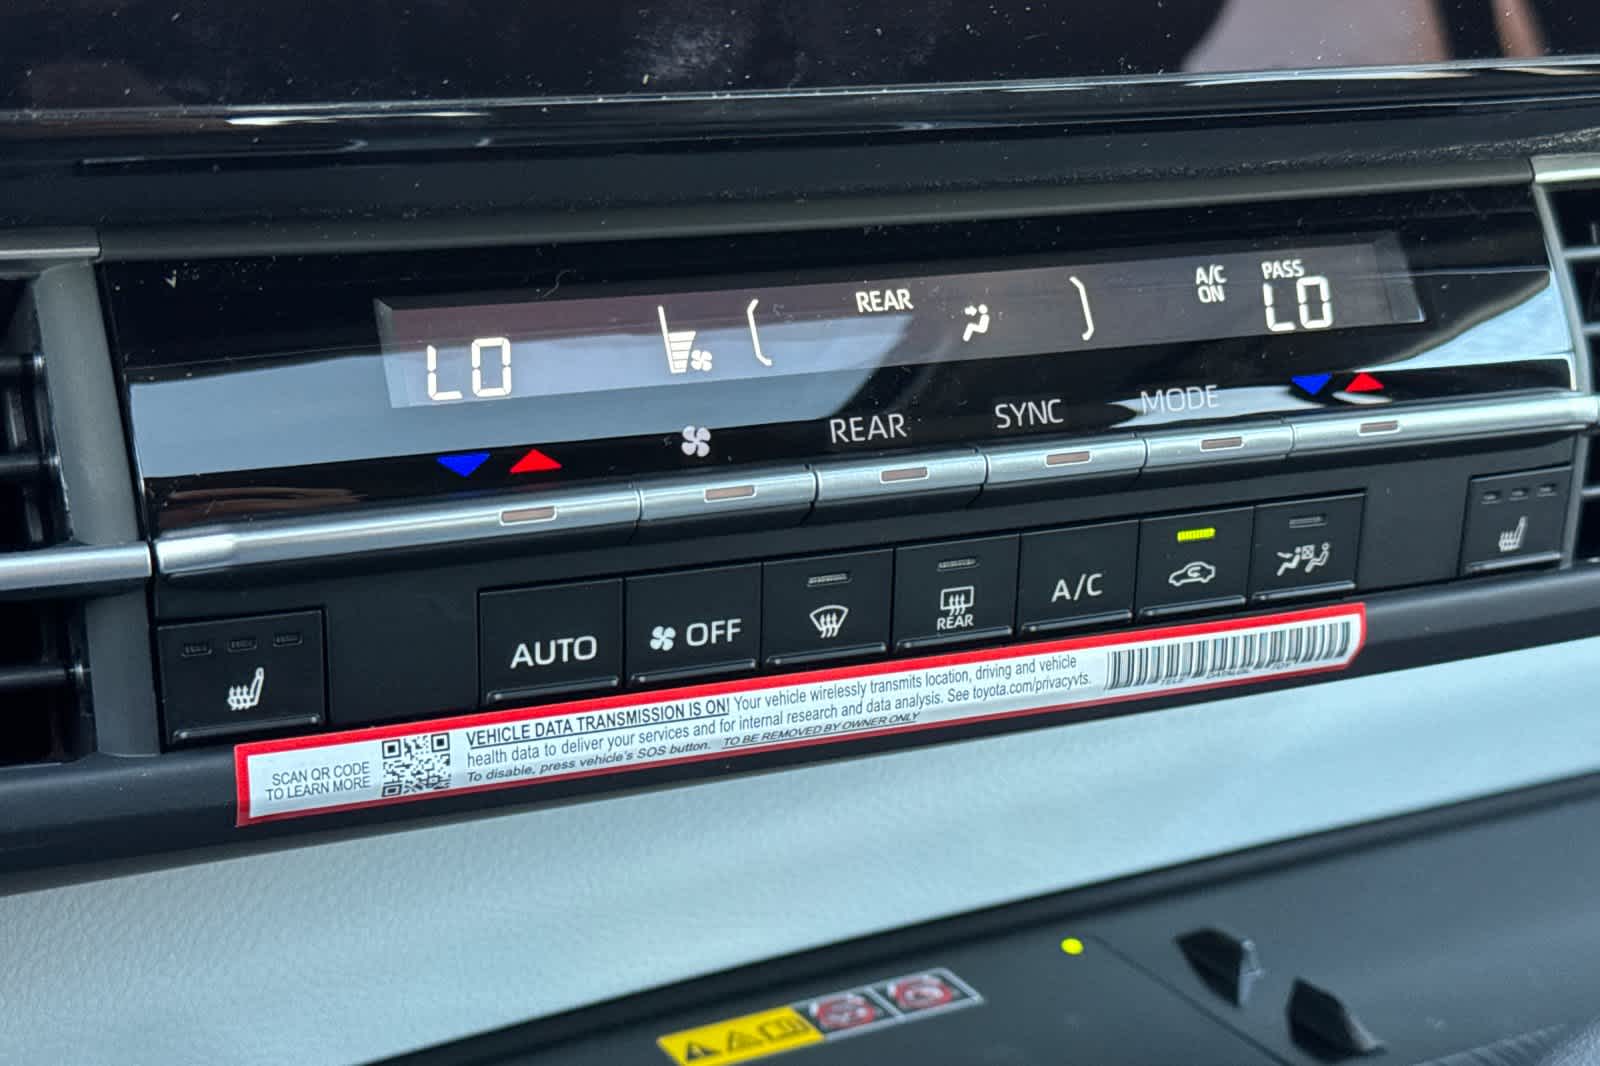 LO
REAR
A/C
ON
PASS
LO
REAR
SYNC
MODE
AUTO
OFF
REAR
A/C
SCAN QR CODE
TO LEARN MORE
VEHICLE DATA TRANSMISSION IS ON! Your vehicle wirelessly transmits location, driving and vehicle
health data to deliver your services and for internal research and data analysis. See toyota.com/privacyvts.
To disable, press vehicle's SOS button. TO BE REMOVED BY OWNER ONLY